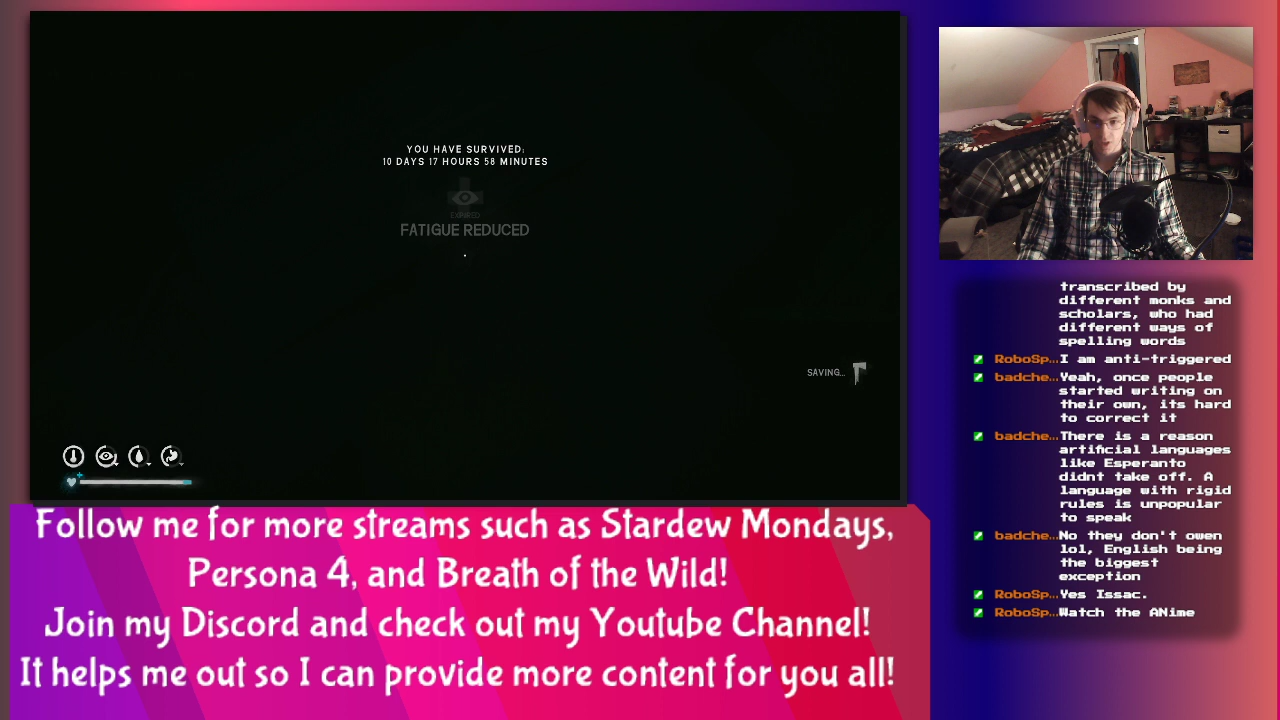 YOU HAVE SURVIVED:
10 DAYS 17 HOURS 58 MINUTES
EXPIRED
FATIGUE REDUCED
SAVING...
Follow me for more streams such as Stardew Mondays,
Persona 4, and Breath of the Wild!
Join my Discord and check out my Youtube Channel!
It helps me out so I can provide more content for you all!
transcribed by
different monks and
scholars, who had
different ways of
spelling words
RoboSp... I am anti-triggered
badche... Yeah, once people
started writing on
their own, its hard
to correct it
badche... There is a reason
artificial languages
like Esperanto
didnt take off. A
language with rigid
rules is unpopular
to speak
badche... No they don't owen
lol, English being
the biggest
exception
RoboSp... Yes Issac.
RoboSp... Watch the ANime